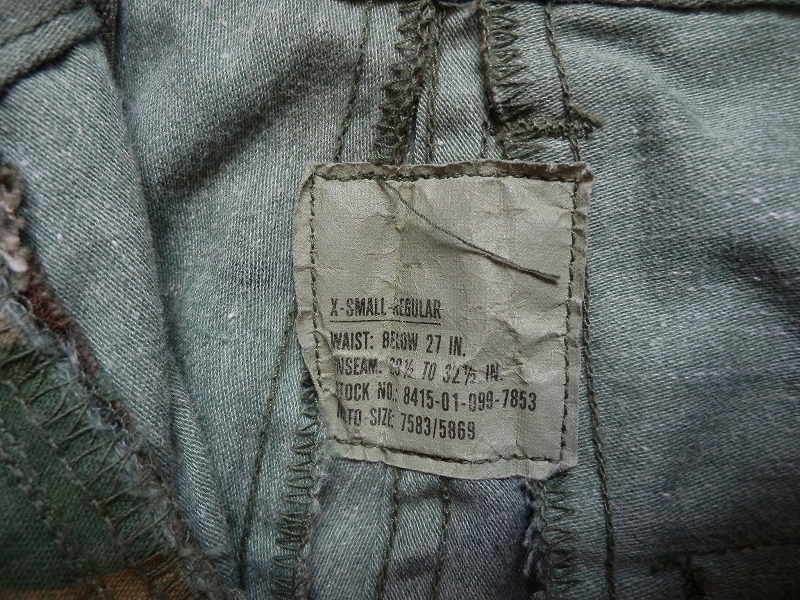 X-SMALL-REGULAR
WAIST: BELOW 27 IN.
INSEAM: 29½ TO 32½ IN.
STOCK NO.: 8415-01-099-7853
NATO SIZE: 7583/5869